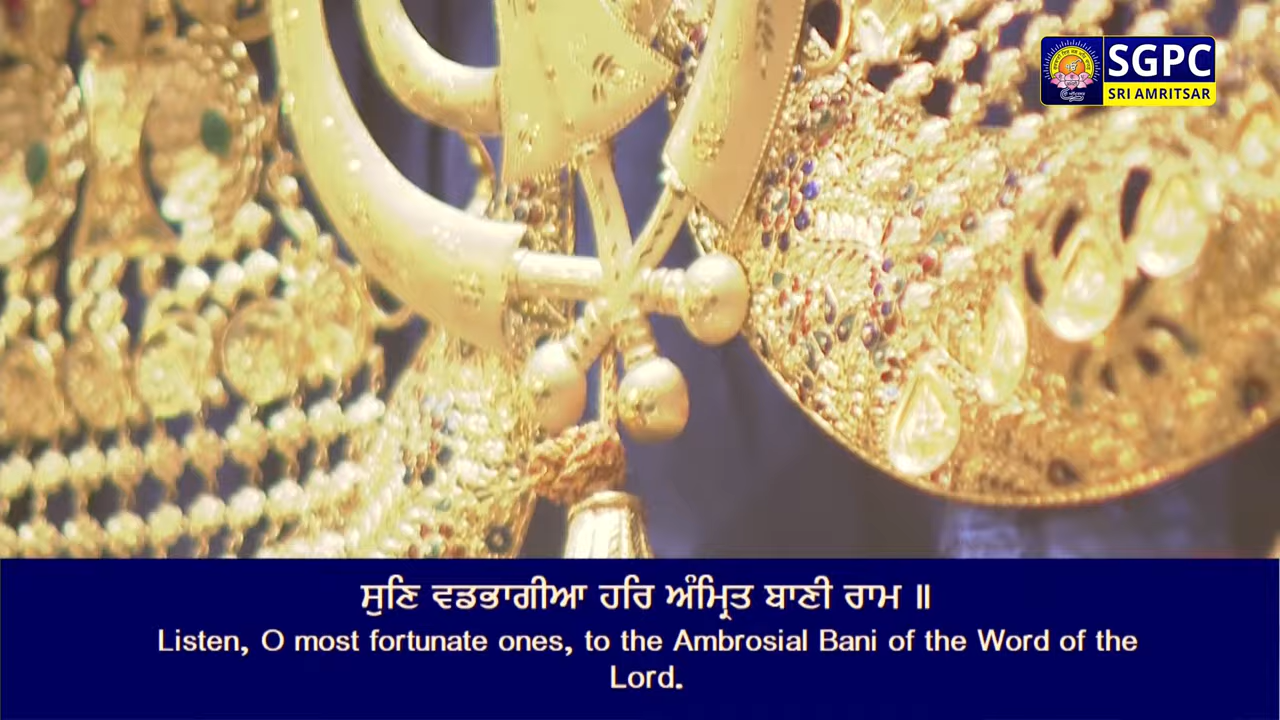 SGPC
SRI AMRITSAR
ਸੁਣਿ ਵਡਭਾਗੀਆ ਹਰਿ ਅੰਮ੍ਰਿਤ ਬਾਣੀ ਰਾਮ ॥
Listen, O most fortunate ones, to the Ambrosial Bani of the Word of the
Lord.